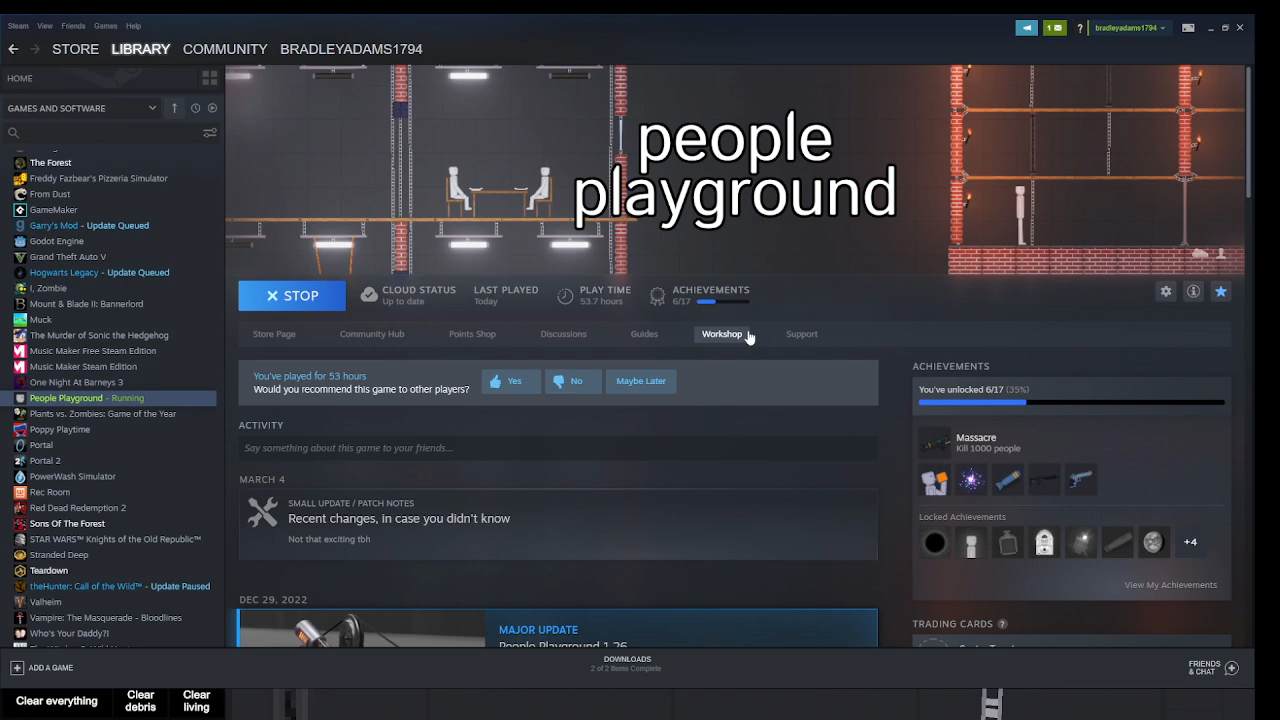 Steam View Friends Games Help
1
?
bradleyadams1794
STORE LIBRARY COMMUNITY BRADLEYADAMS1794
HOME
GAMES AND SOFTWARE
The Forest
Freddy Fazbear's Pizzeria Simulator
From Dust
GameMaker
Garry's Mod - Update Queued
Godot Engine
Grand Theft Auto V
Hogwarts Legacy - Update Queued
I, Zombie
Mount & Blade II: Bannerlord
Muck
The Murder of Sonic the Hedgehog
Music Maker Free Steam Edition
Music Maker Steam Edition
One Night At Barneys 3
People Playground - Running
Plants vs. Zombies: Game of the Year
Poppy Playtime
Portal
Portal 2
PowerWash Simulator
Rec Room
Red Dead Redemption 2
Sons Of The Forest
STAR WARS™ Knights of the Old Republic™
Stranded Deep
Teardown
theHunter: Call of the Wild™ - Update Paused
Valheim
Vampire: The Masquerade - Bloodlines
Who's Your Daddy?!
people
playground
STOP
CLOUD STATUS
Up to date
LAST PLAYED
Today
PLAY TIME
53.7 hours
ACHIEVEMENTS
6/17
Store Page Community Hub Points Shop Discussions Guides Workshop Support
You've played for 53 hours
Would you recommend this game to other players?
Yes No Maybe Later
ACTIVITY
Say something about this game to your friends...
MARCH 4
SMALL UPDATE / PATCH NOTES
Recent changes, in case you didn't know
Not that exciting tbh
DEC 29, 2022
MAJOR UPDATE
People Playground 1.26
ACHIEVEMENTS
You've unlocked 6/17 (35%)
Massacre
Kill 1000 people
Locked Achievements
+4
View My Achievements
TRADING CARDS ?
ADD A GAME
DOWNLOADS
2 of 2 Items Complete
FRIENDS
& CHAT
Clear everything
Clear
debris
Clear
living